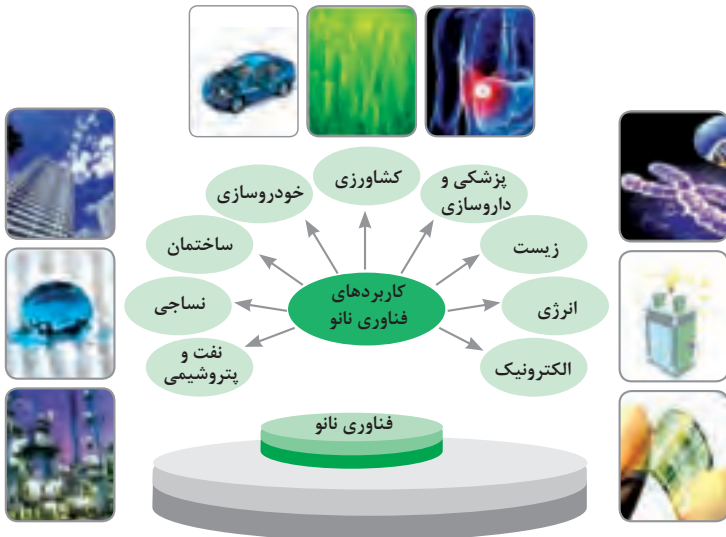 کشاورزی
پزشکی و
داروسازی
خودروسازی
زیست
ساختمان
کاربردهای
فناوری نانو
انرژی
نساجی
نفت و
پتروشیمی
الکترونیک
فناوری نانو